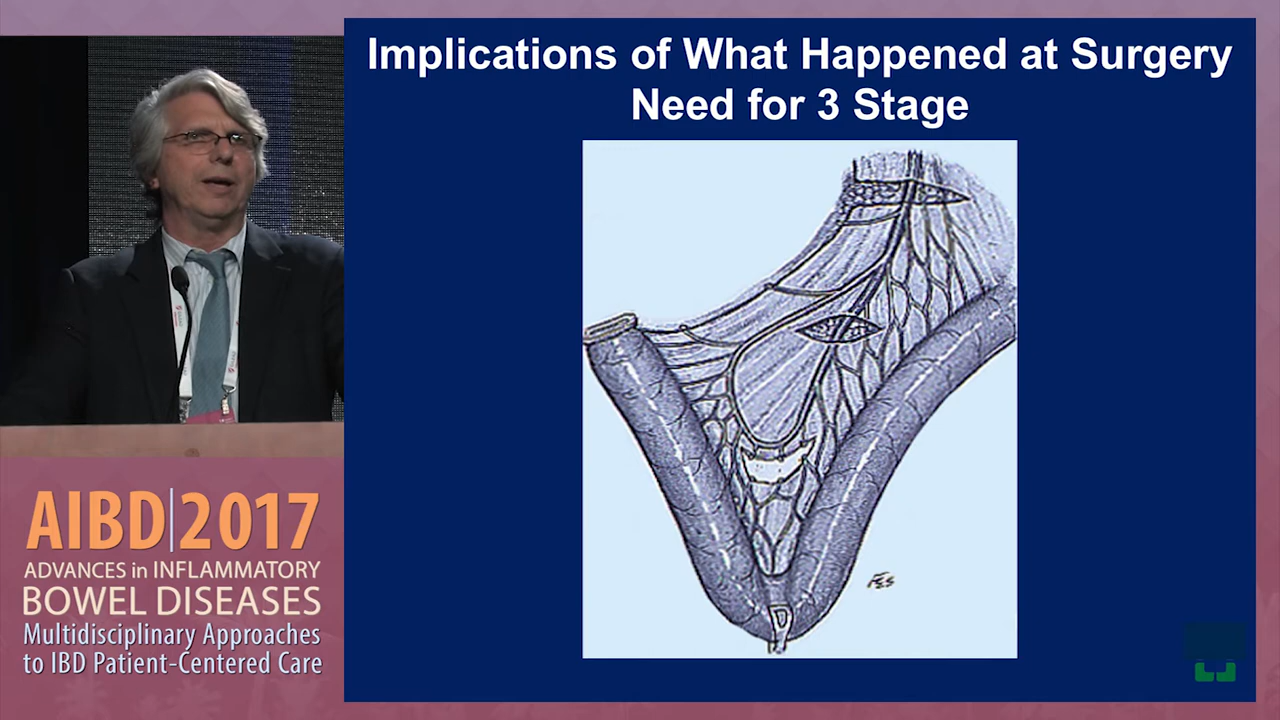 Implications of What Happened at Surgery
Need for 3 Stage
FES
AIBD|2017
ADVANCES in INFLAMMATORY
BOWEL DISEASES
Multidisciplinary Approaches
to IBD Patient-Centered Care